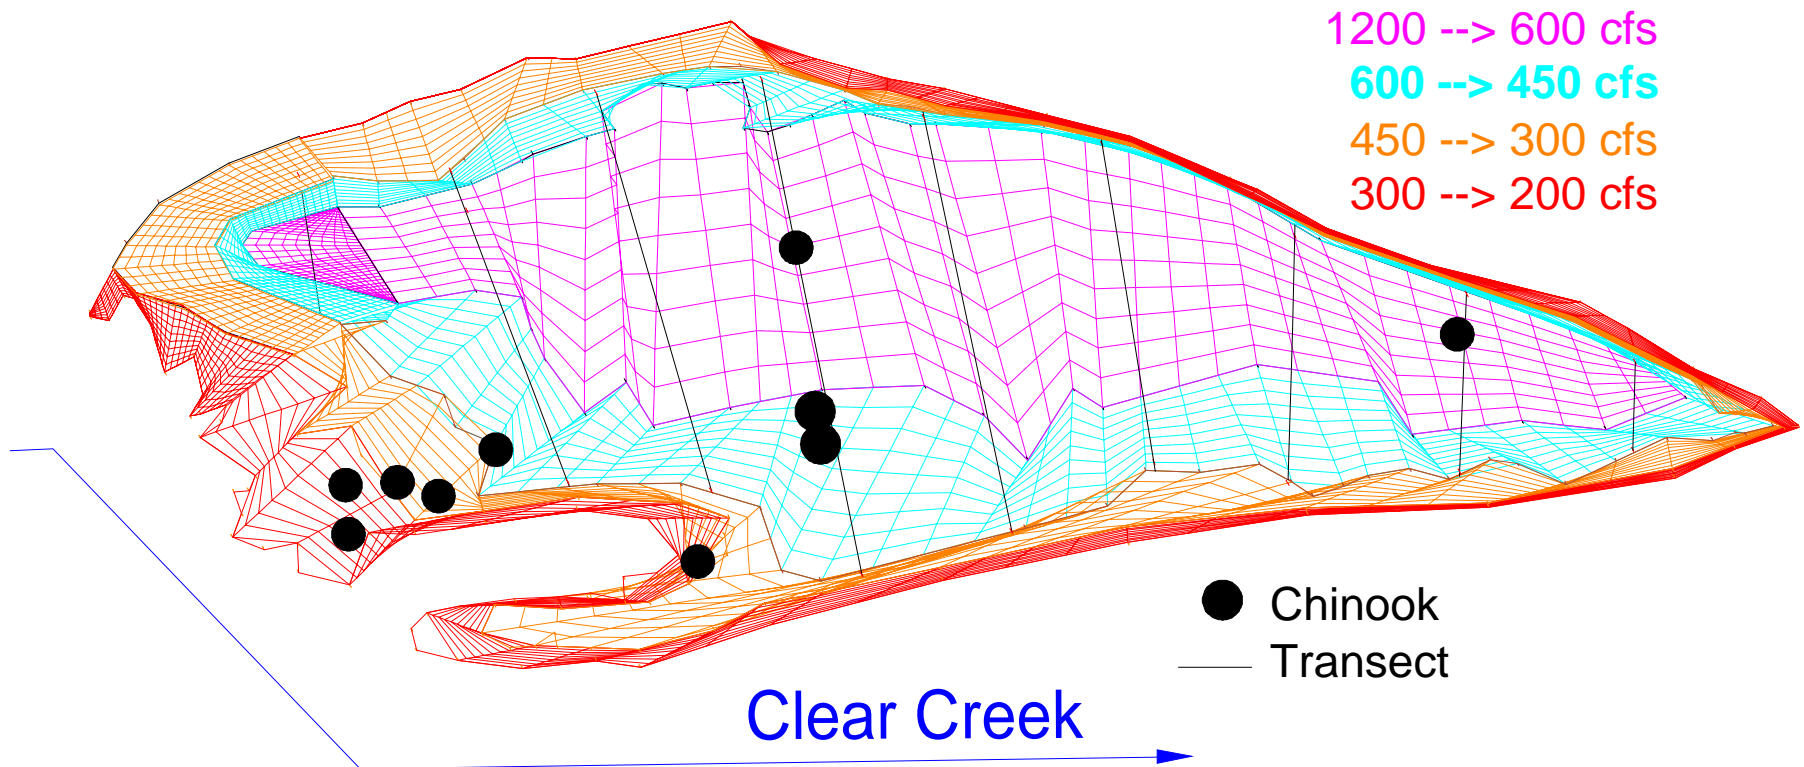 1200 --> 600 cfs
600 --> 450 cfs
450 --> 300 cfs
300 --> 200 cfs
Chinook
Transect
Clear Creek